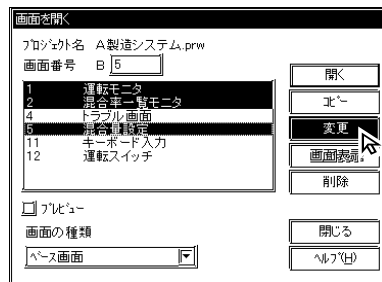 画面を開く
プロジェクト名 A製造システム.prw
画面番号 B 5
1 運転モニタ
2 混合率一覧モニタ
4 トラブル画面
5 混合量設定
11 キーボード入力
12 運転スイッチ
開く
コピー
変更
画面表示
削除
プレビュー
画面の種類
ベース画面
閉じる
ヘルプ(H)